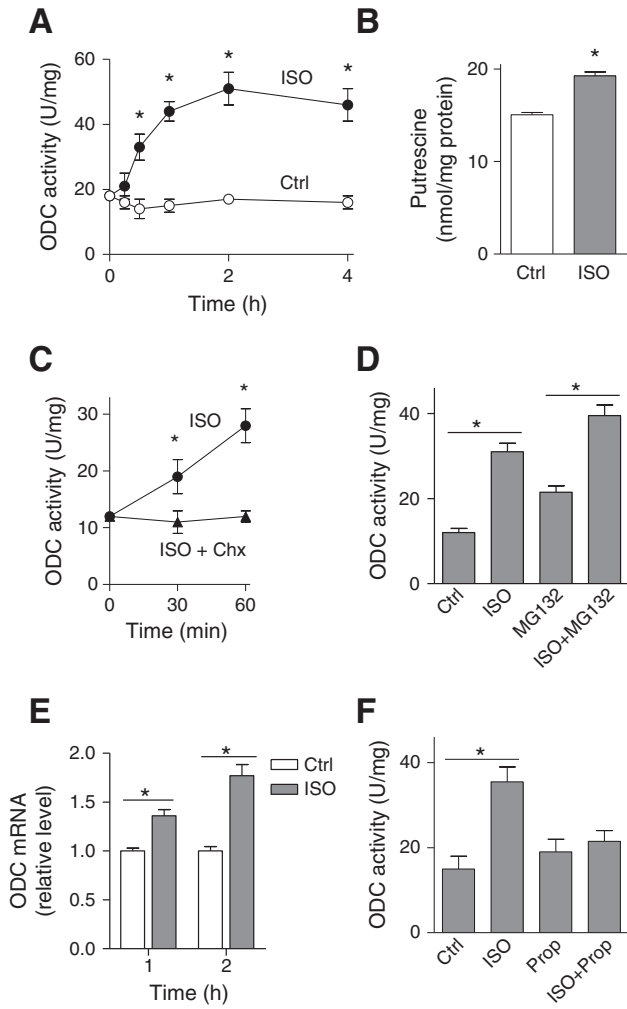 A
ODC activity (U/mg)
60
40
20
0
*
*
*
*
ISO
Ctrl
0
2
4
Time (h)
B
Putrescine
(nmol/mg protein)
20
10
0
*
Ctrl
ISO
C
ODC activity (U/mg)
30
20
10
0
*
*
ISO
ISO + Chx
0
30
60
Time (min)
D
ODC activity (U/mg)
40
20
0
*
*
Ctrl
ISO
MG132
ISO+MG132
E
ODC mRNA
(relative level)
2.0
1.5
1.0
0.5
0.0
*
*
Ctrl
ISO
1
2
Time (h)
F
ODC activity (U/mg)
40
20
0
*
Ctrl
ISO
Prop
ISO+Prop